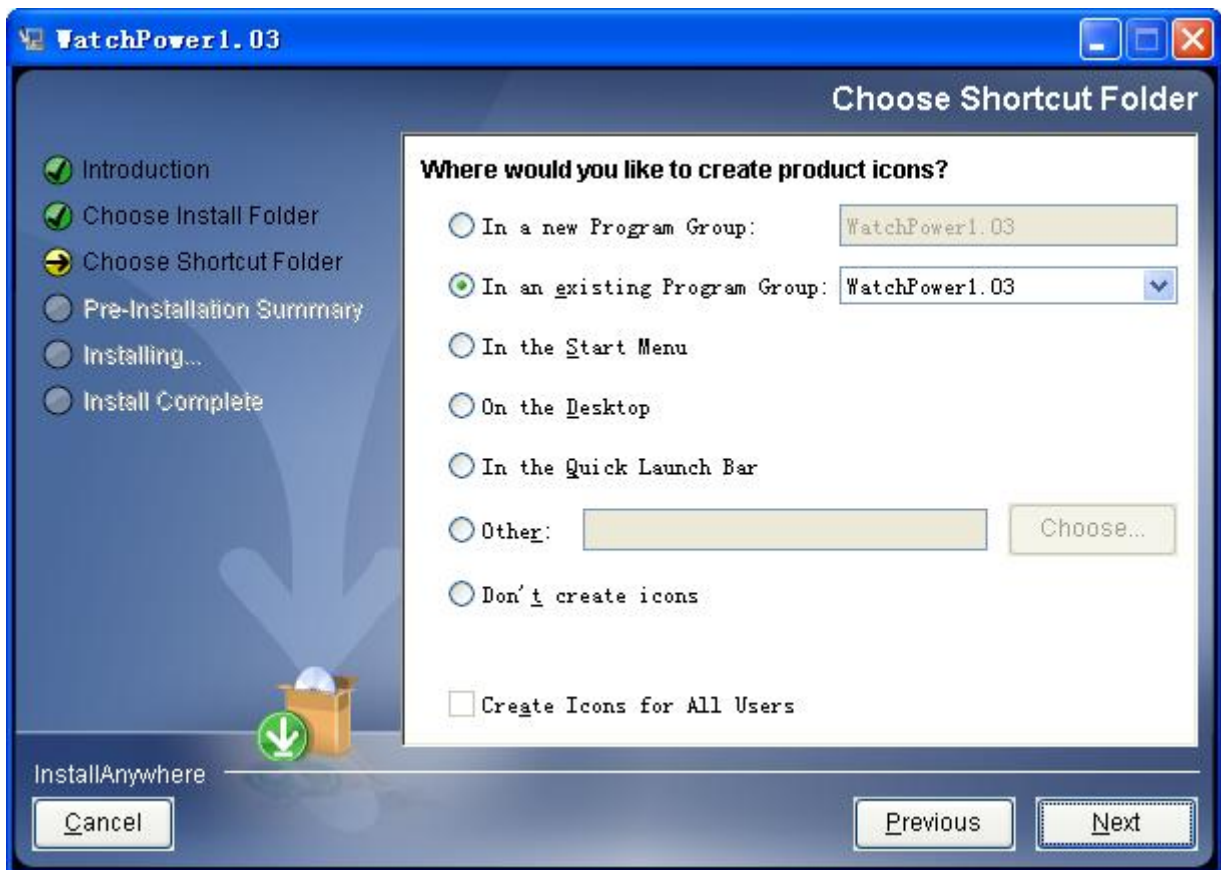 WatchPower1.03
Choose Shortcut Folder
Introduction
Choose Install Folder
Choose Shortcut Folder
Pre-Installation Summary
Installing...
Install Complete
Where would you like to create product icons?
In a new Program Group: WatchPower1.03
In an existing Program Group: WatchPower1.03
In the Start Menu
On the Desktop
In the Quick Launch Bar
Other: Choose...
Don't create icons
Create Icons for All Users
InstallAnywhere
Cancel Previous Next